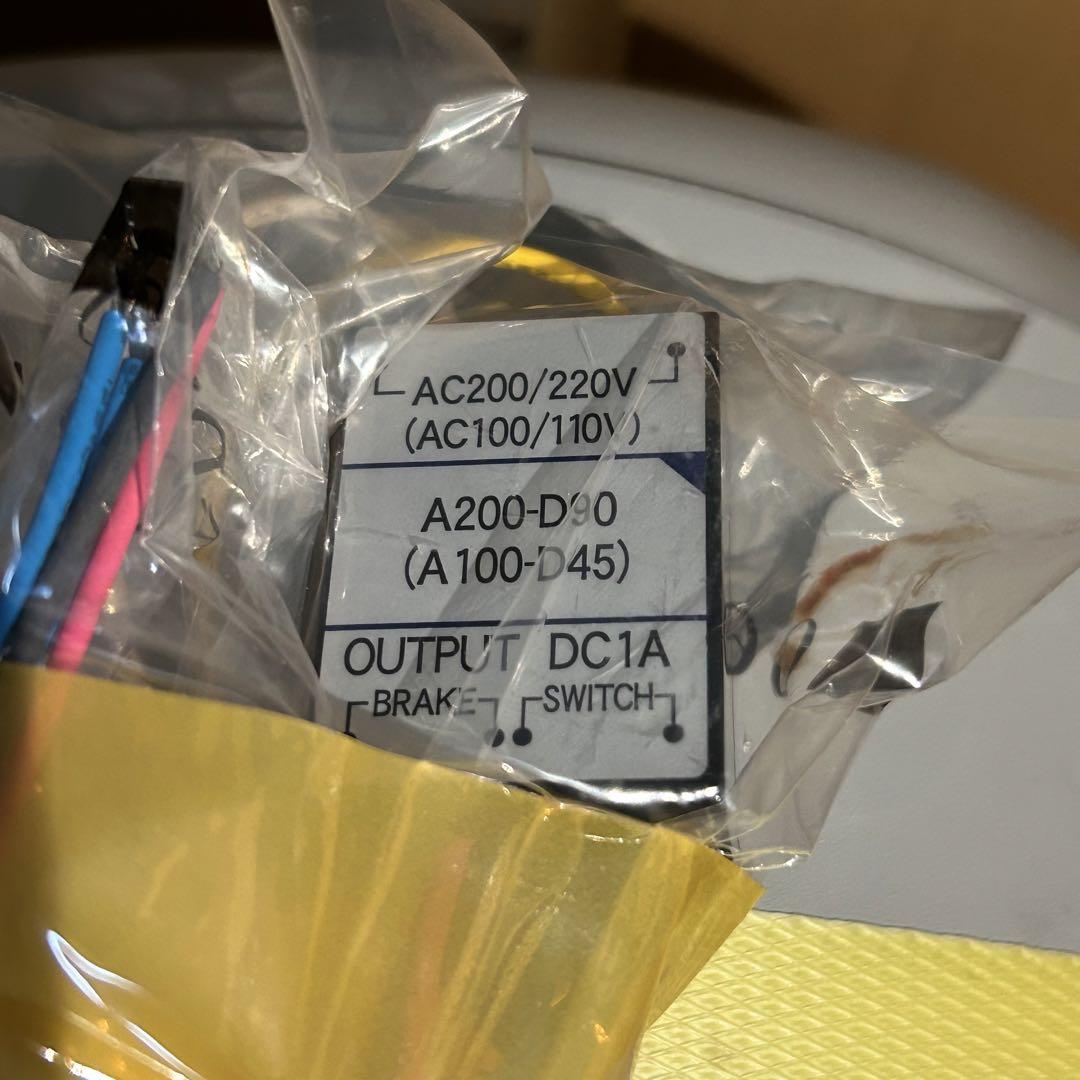 AC200/220V
(AC100/110V)
A200-D90
(A100-D45)
OUTPUT DC1A
BRAKE SWITCH